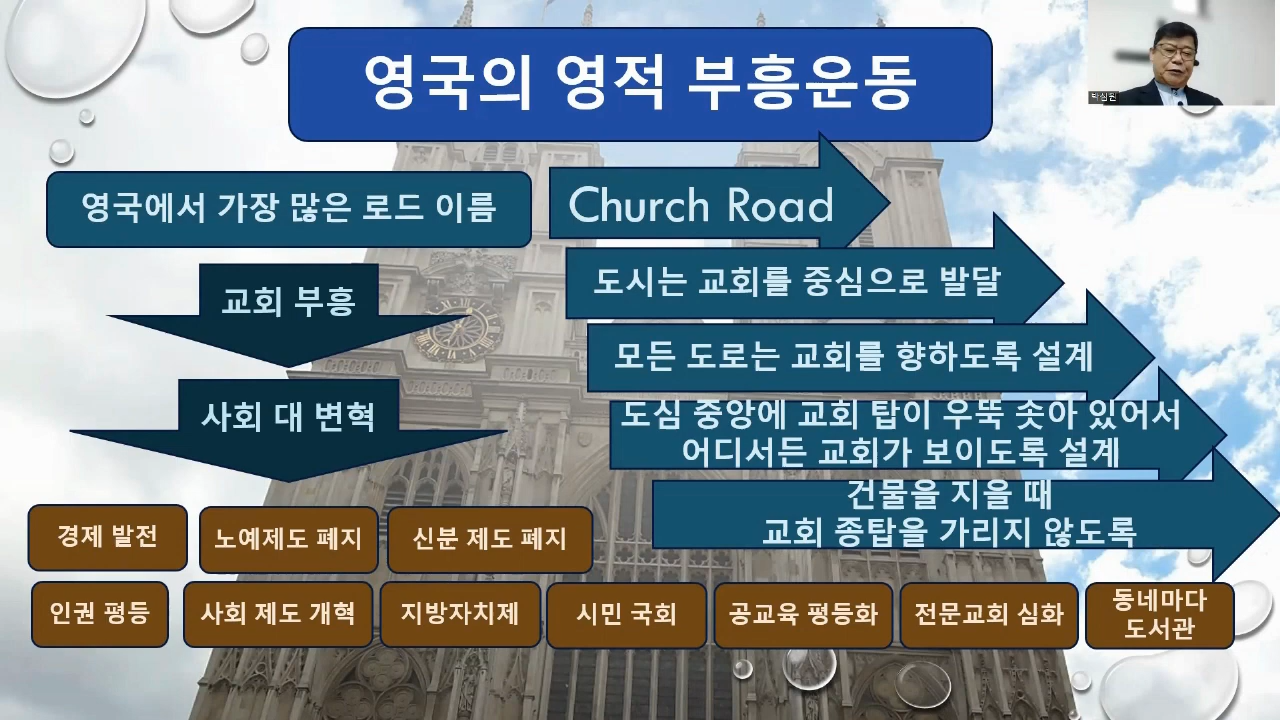 영국의 영적 부흥운동
박심원
영국에서 가장 많은 로드 이름
Church Road
도시는 교회를 중심으로 발달
교회 부흥
모든 도로는 교회를 향하도록 설계
사회 대 변혁
도심 중앙에 교회 탑이 우뚝 솟아 있어서
어디서든 교회가 보이도록 설계
건물을 지을 때
교회 종탑을 가리지 않도록
경제 발전
노예제도 폐지
신분 제도 폐지
인권 평등
사회 제도 개혁
지방자치제
시민 국회
공교육 평등화
전문교회 심화
동네마다
도서관